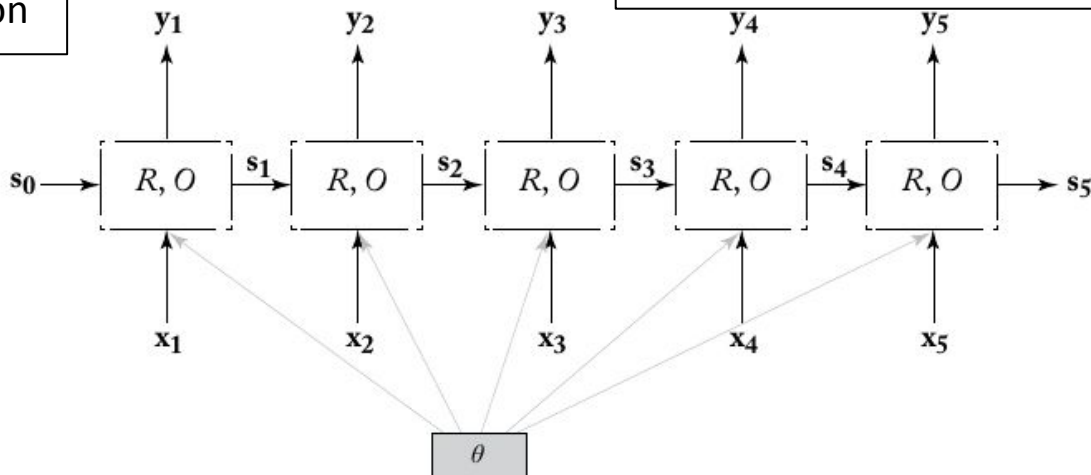 on
y1 y2 y3 y4 y5
s0 R, O s1 R, O s2 R, O s3 R, O s4 R, O s5
x1 x2 x3 x4 x5
θ